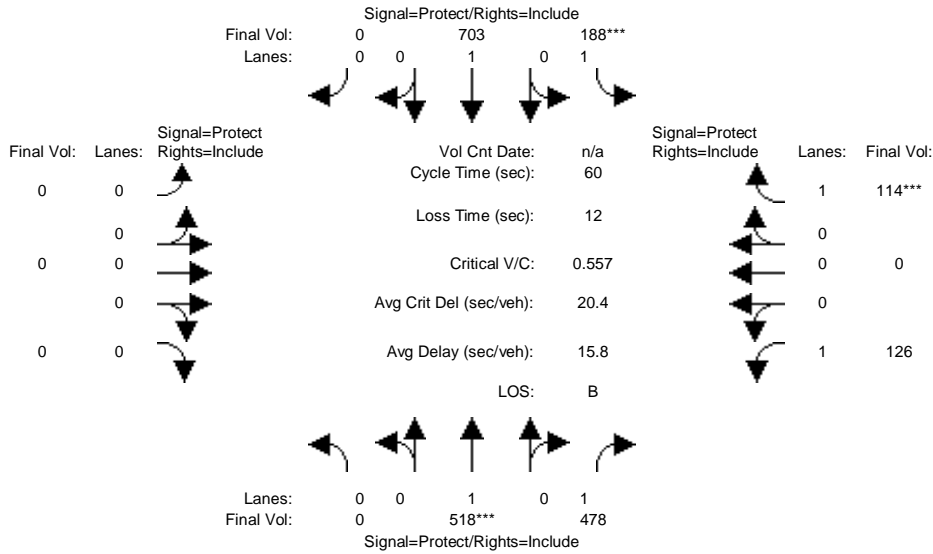 Signal=Protect/Rights=Include
Final Vol: 0 703 188***
Lanes: 0 0 1 0 1
Signal=Protect
Final Vol: Lanes: Rights=Include
Vol Cnt Date: n/a
Cycle Time (sec): 60
Loss Time (sec): 12
Critical V/C: 0.557
Avg Crit Del (sec/veh): 20.4
Avg Delay (sec/veh): 15.8
LOS: B
Signal=Protect
Rights=Include Lanes: Final Vol:
0 0
0
0 0
0
0 0
1 114***
0
0 0
0
1 126
Lanes: 0 0 1 0 1
Final Vol: 0 518*** 478
Signal=Protect/Rights=Include